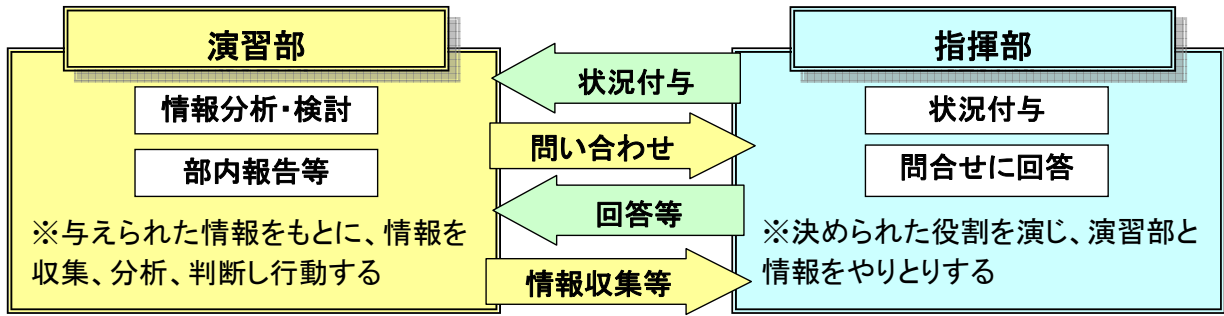 演習部
情報分析・検討
部内報告等
※与えられた情報をもとに、情報を
収集、分析、判断し行動する
状況付与
問い合わせ
回答等
情報収集等
指揮部
状況付与
問合せに回答
※決められた役割を演じ、演習部と
情報をやりとりする